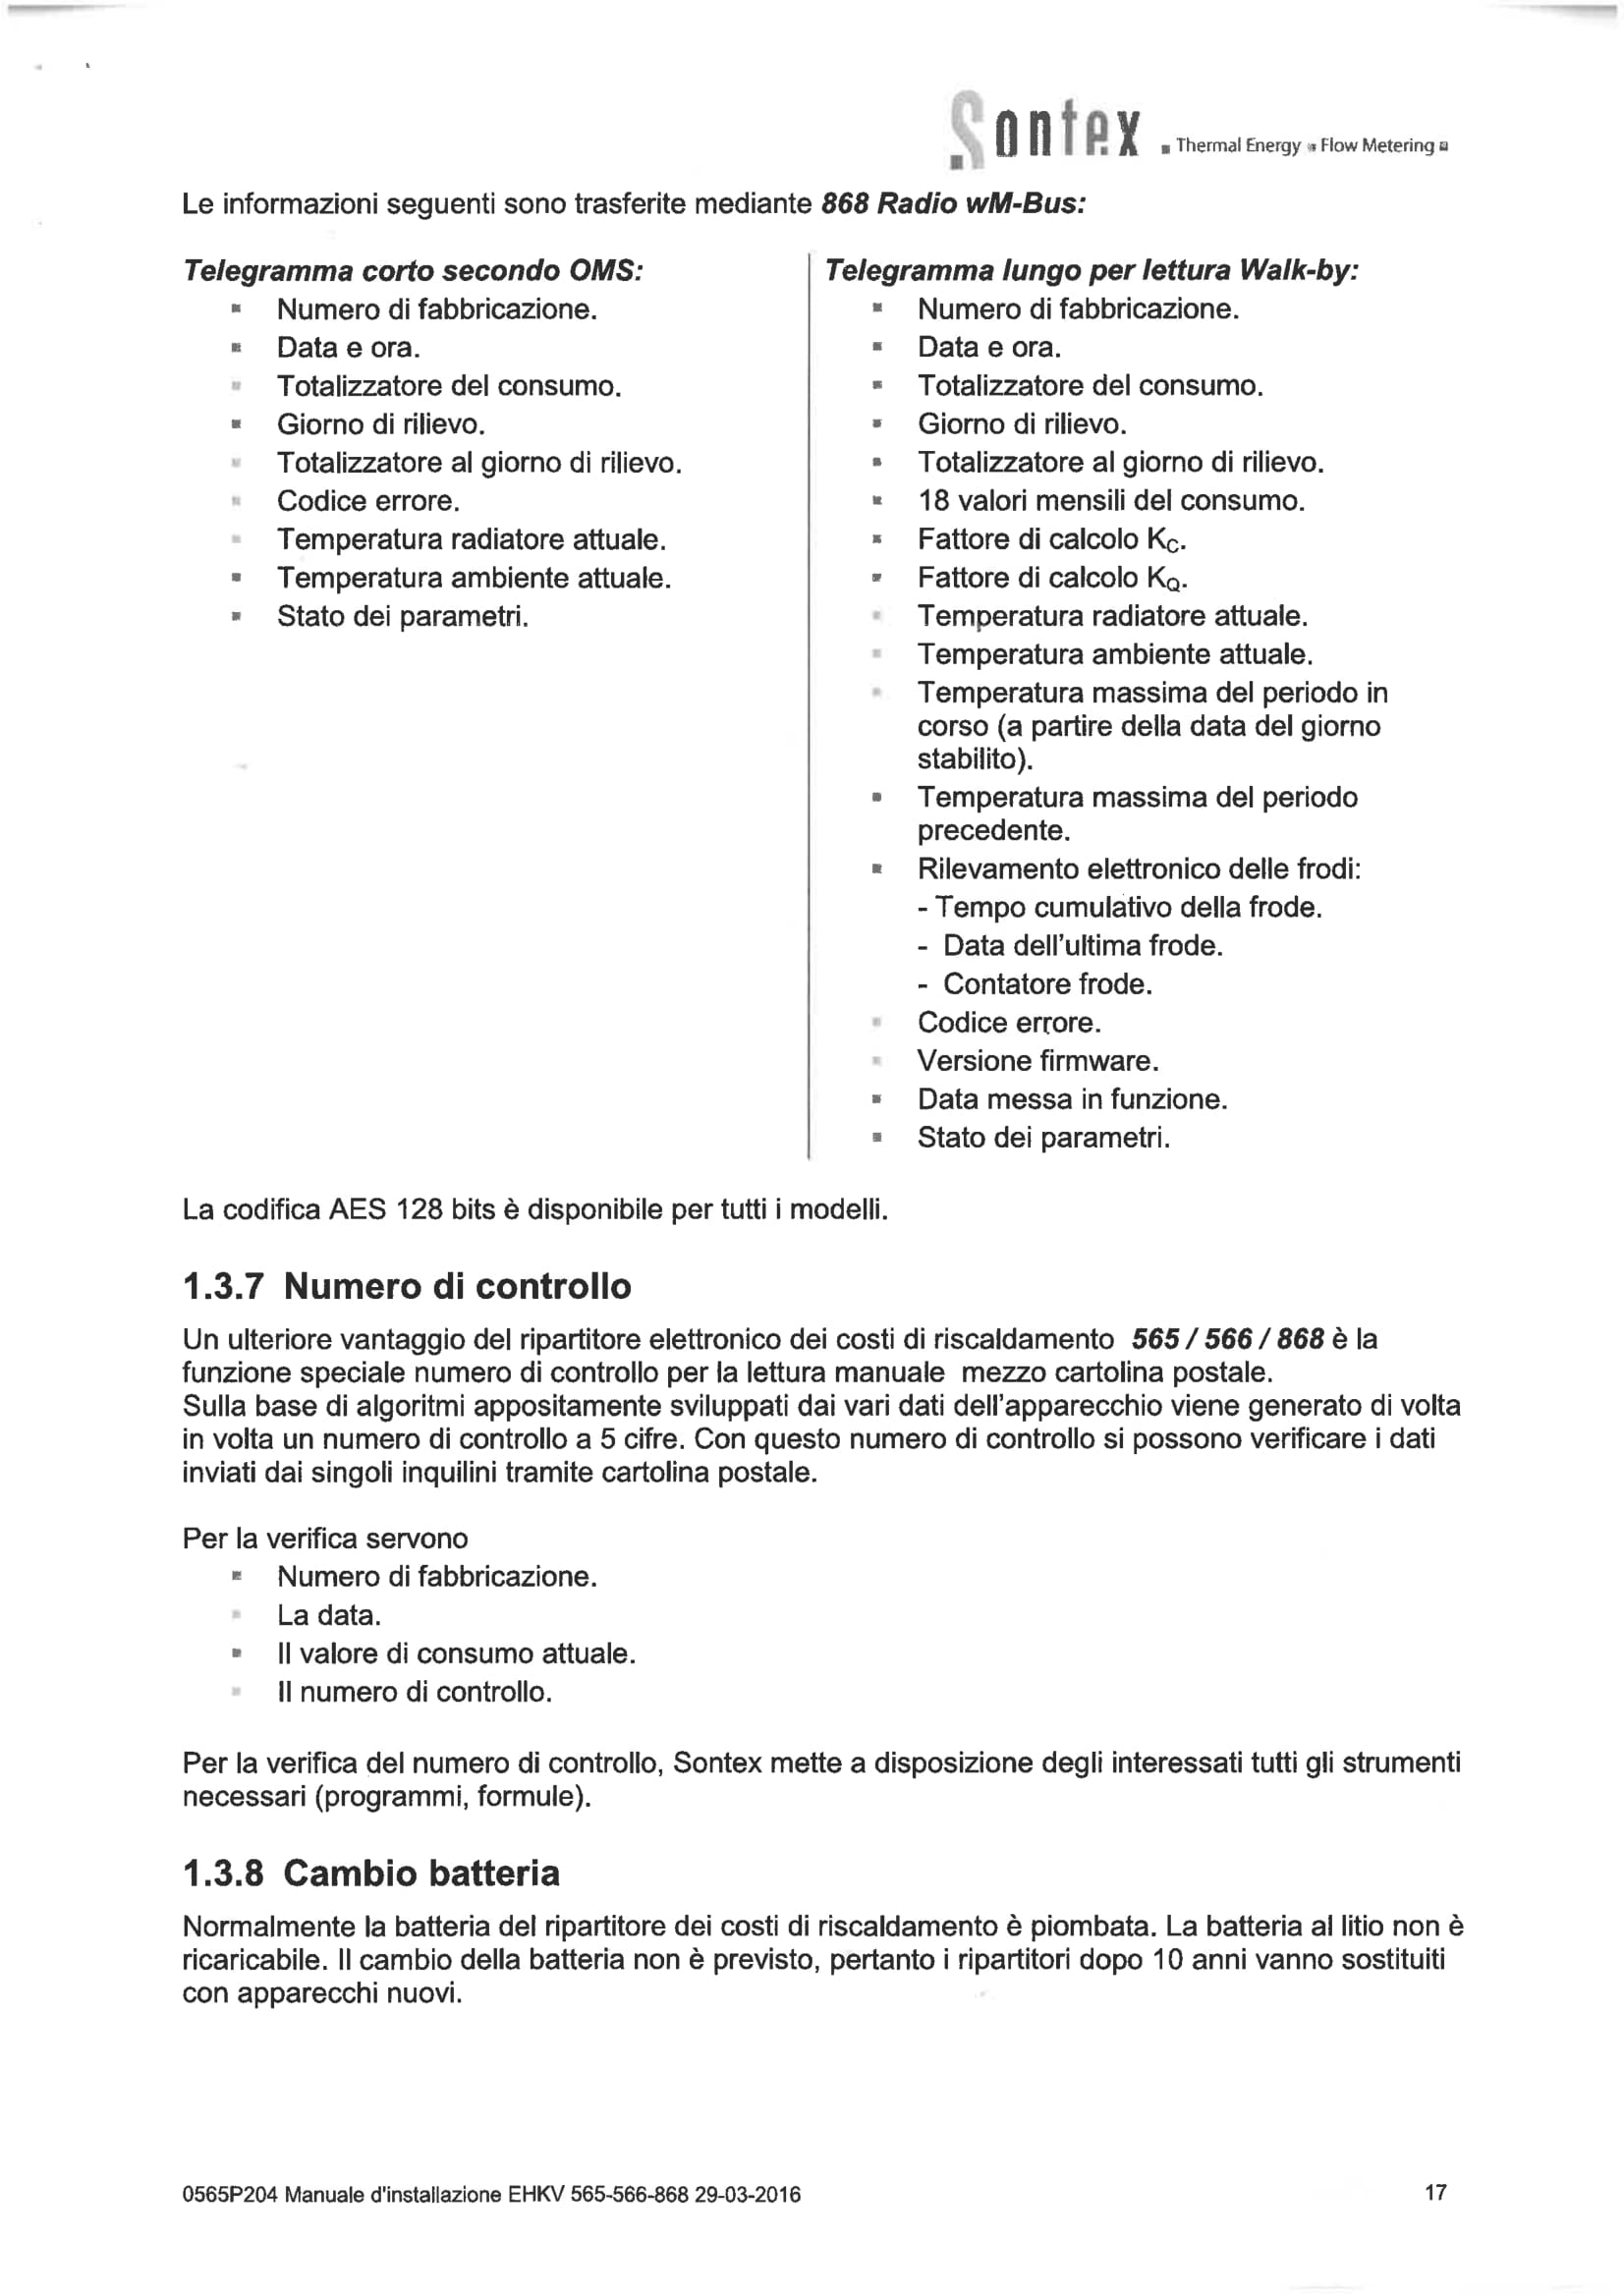 Sontex
Thermal Energy Flow Metering
Le informazioni seguenti sono trasferite mediante 868 Radio wM-Bus:
Telegramma corto secondo OMS:
Numero di fabbricazione.
Data e ora.
Totalizzatore del consumo.
Giorno di rilievo.
Totalizzatore al giorno di rilievo.
Codice errore.
Temperatura radiatore attuale.
Temperatura ambiente attuale.
Stato dei parametri.
Telegramma lungo per lettura Walk-by:
Numero di fabbricazione.
Data e ora.
Totalizzatore del consumo.
Giorno di rilievo.
Totalizzatore al giorno di rilievo.
18 valori mensili del consumo.
Fattore di calcolo KC.
Fattore di calcolo KQ.
Temperatura radiatore attuale.
Temperatura ambiente attuale.
Temperatura massima del periodo in
corso (a partire della data del giorno
stabilito).
Temperatura massima del periodo
precedente.
Rilevamento elettronico delle frodi:
- Tempo cumulativo della frode.
- Data dell'ultima frode.
- Contatore frode.
Codice errore.
Versione firmware.
Data messa in funzione.
Stato dei parametri.
La codifica AES 128 bits è disponibile per tutti i modelli.
1.3.7 Numero di controllo
Un ulteriore vantaggio del ripartitore elettronico dei costi di riscaldamento 565 / 566 / 868 è la
funzione speciale numero di controllo per la lettura manuale mezzo cartolina postale.
Sulla base di algoritmi appositamente sviluppati dai vari dati dell'apparecchio viene generato di volta
in volta un numero di controllo a 5 cifre. Con questo numero di controllo si possono verificare i dati
inviati dai singoli inquilini tramite cartolina postale.
Per la verifica servono
Numero di fabbricazione.
La data.
Il valore di consumo attuale.
Il numero di controllo.
Per la verifica del numero di controllo, Sontex mette a disposizione degli interessati tutti gli strumenti
necessari (programmi, formule).
1.3.8 Cambio batteria
Normalmente la batteria del ripartitore dei costi di riscaldamento è piombata. La batteria al litio non è
ricaricabile. Il cambio della batteria non è previsto, pertanto i ripartitori dopo 10 anni vanno sostituiti
con apparecchi nuovi.
0565P204 Manuale d'installazione EHKV 565-566-868 29-03-2016
17